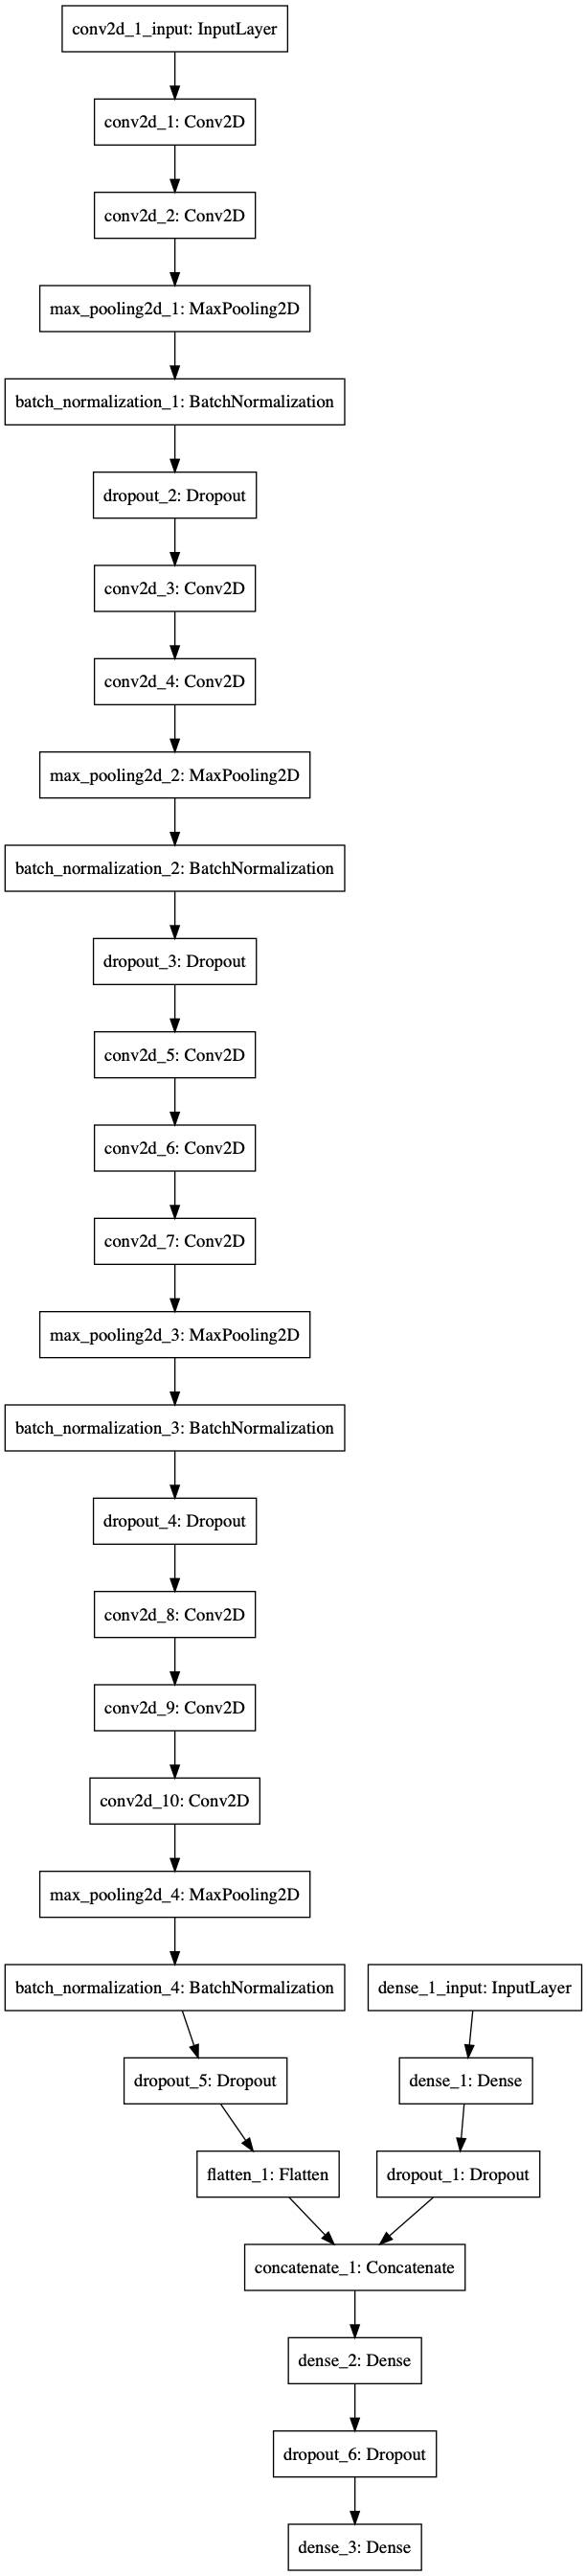 conv2d_1_input: InputLayer
conv2d_1: Conv2D
conv2d_2: Conv2D
max_pooling2d_1: MaxPooling2D
batch_normalization_1: BatchNormalization
dropout_2: Dropout
conv2d_3: Conv2D
conv2d_4: Conv2D
max_pooling2d_2: MaxPooling2D
batch_normalization_2: BatchNormalization
dropout_3: Dropout
conv2d_5: Conv2D
conv2d_6: Conv2D
conv2d_7: Conv2D
max_pooling2d_3: MaxPooling2D
batch_normalization_3: BatchNormalization
dropout_4: Dropout
conv2d_8: Conv2D
conv2d_9: Conv2D
conv2d_10: Conv2D
max_pooling2d_4: MaxPooling2D
batch_normalization_4: BatchNormalization
dense_1_input: InputLayer
dropout_5: Dropout
dense_1: Dense
flatten_1: Flatten
dropout_1: Dropout
concatenate_1: Concatenate
dense_2: Dense
dropout_6: Dropout
dense_3: Dense